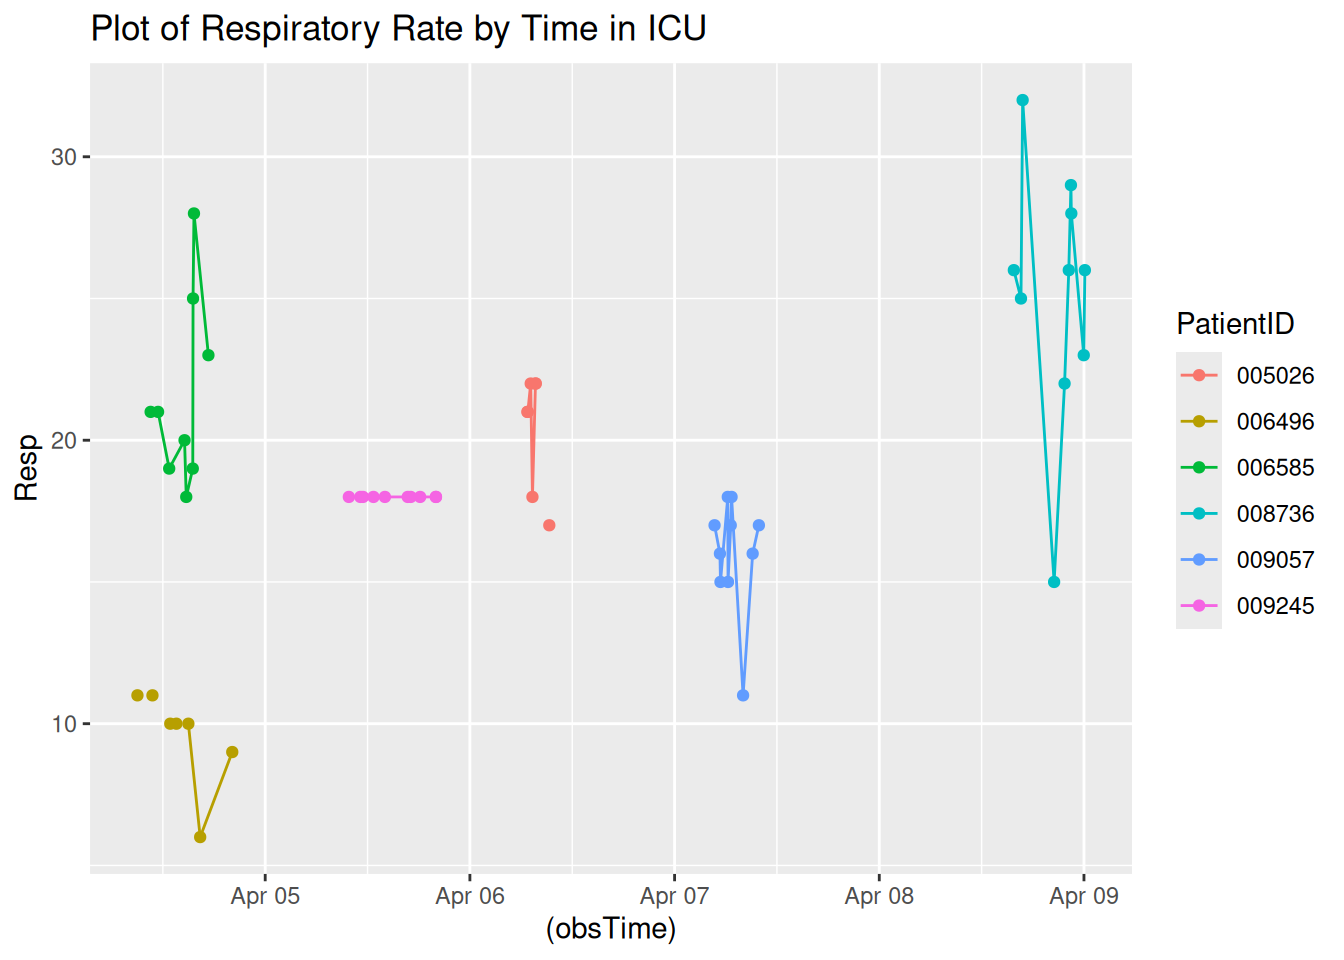 Plot of Respiratory Rate by Time in ICU
30
20
10
Resp
Apr 05 Apr 06 Apr 07 Apr 08 Apr 09
(obsTime)
PatientID
005026
006496
006585
008736
009057
009245